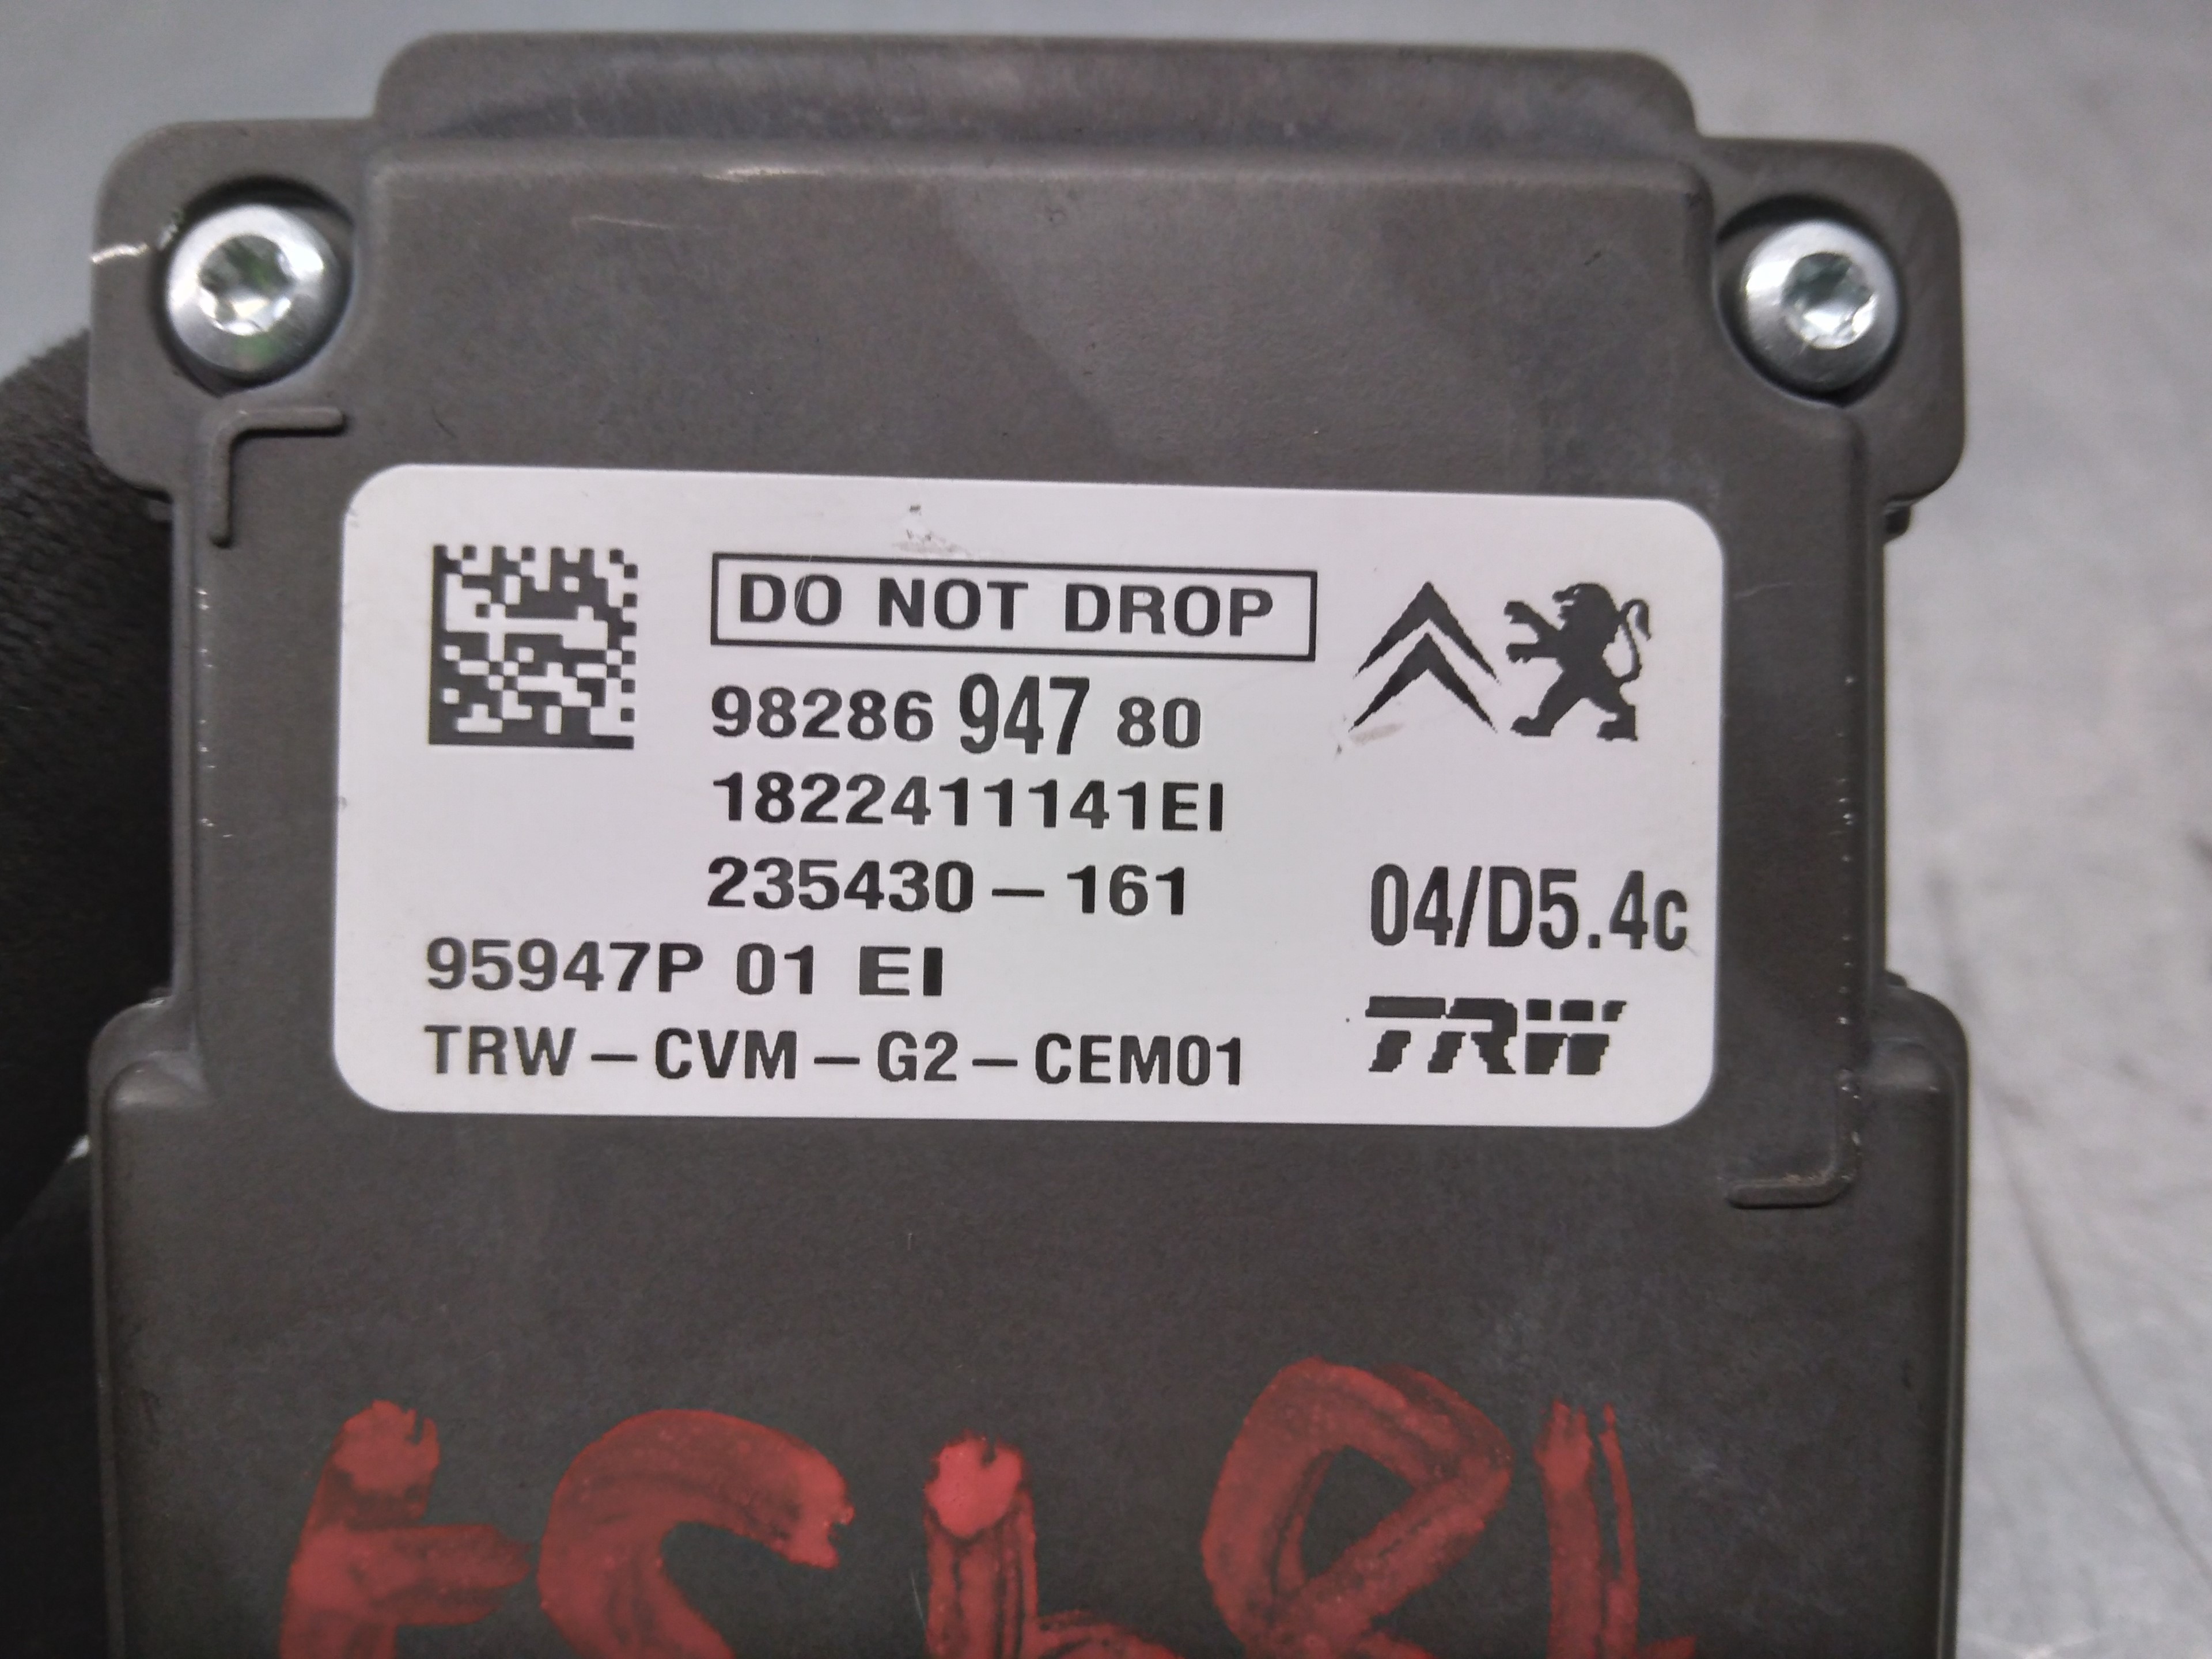 DO NOT DROP
98286 947 80
1822411141EI
235430-161
04/D5.4c
95947P 01 EI
TRW-CVM-G2-CEM01
TRW